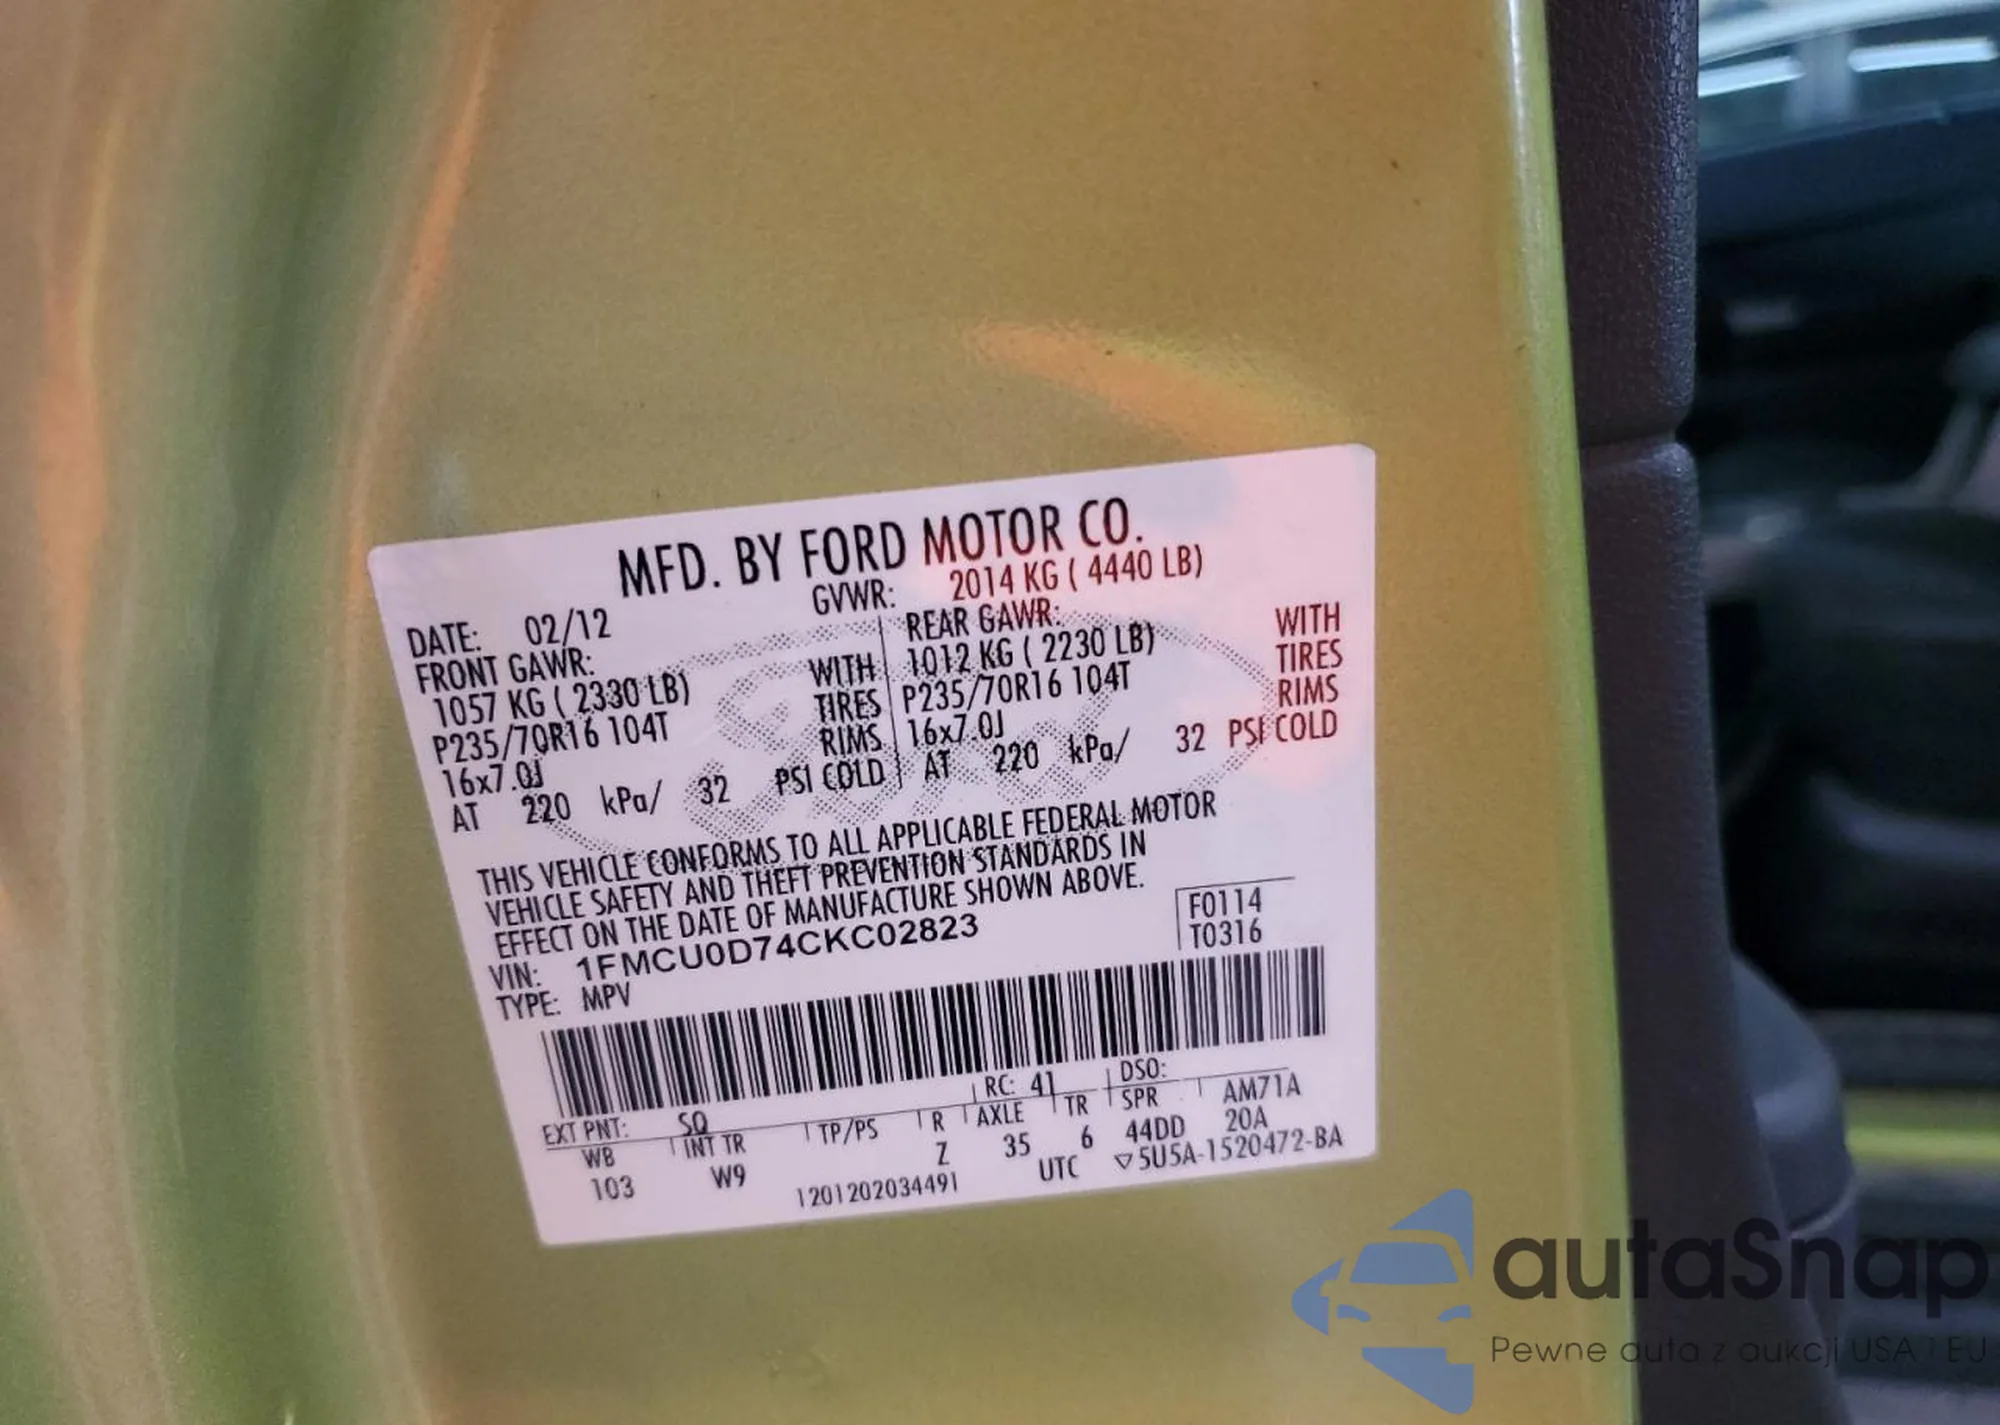 MFD. BY FORD MOTOR CO.
DATE: 02/12 GVWR: 2014 KG ( 4440 LB)
FRONT GAWR: REAR GAWR:
1057 KG ( 2330 LB) WITH 1012 KG ( 2230 LB) WITH
P235/70R16 104T TIRES P235/70R16 104T TIRES
16x7.0J RIMS 16x7.0J RIMS
AT 220 kPa/ 32 PSI COLD AT 220 kPa/ 32 PSI COLD
THIS VEHICLE CONFORMS TO ALL APPLICABLE FEDERAL MOTOR
VEHICLE SAFETY AND THEFT PREVENTION STANDARDS IN
EFFECT ON THE DATE OF MANUFACTURE SHOWN ABOVE.
VIN: 1FMCU0D74CKC02823
TYPE: MPV
F0114
T0316
EXT PNT: SQ RC: 41 DSO:
WB INT TR TP/PS R AXLE TR SPR AM71A
103 W9 Z 35 6 44DD 20A
1201202034491 UTC ▽5U5A-1520472-BA
autaSnap
Pewne auta z aukcji USA i EU